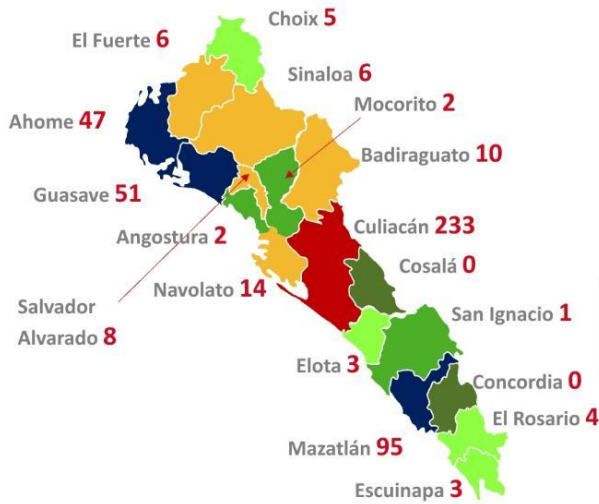 Choix 5
El Fuerte 6
Sinaloa 6
Mocorito 2
Ahome 47
Badiraguato 10
Guasave 51
Culiacán 233
Angostura 2
Cosalá 0
Navolato 14
Salvador
Alvarado 8
San Ignacio 1
Elota 3
Concordia 0
El Rosario 4
Mazatlán 95
Escuinapa 3